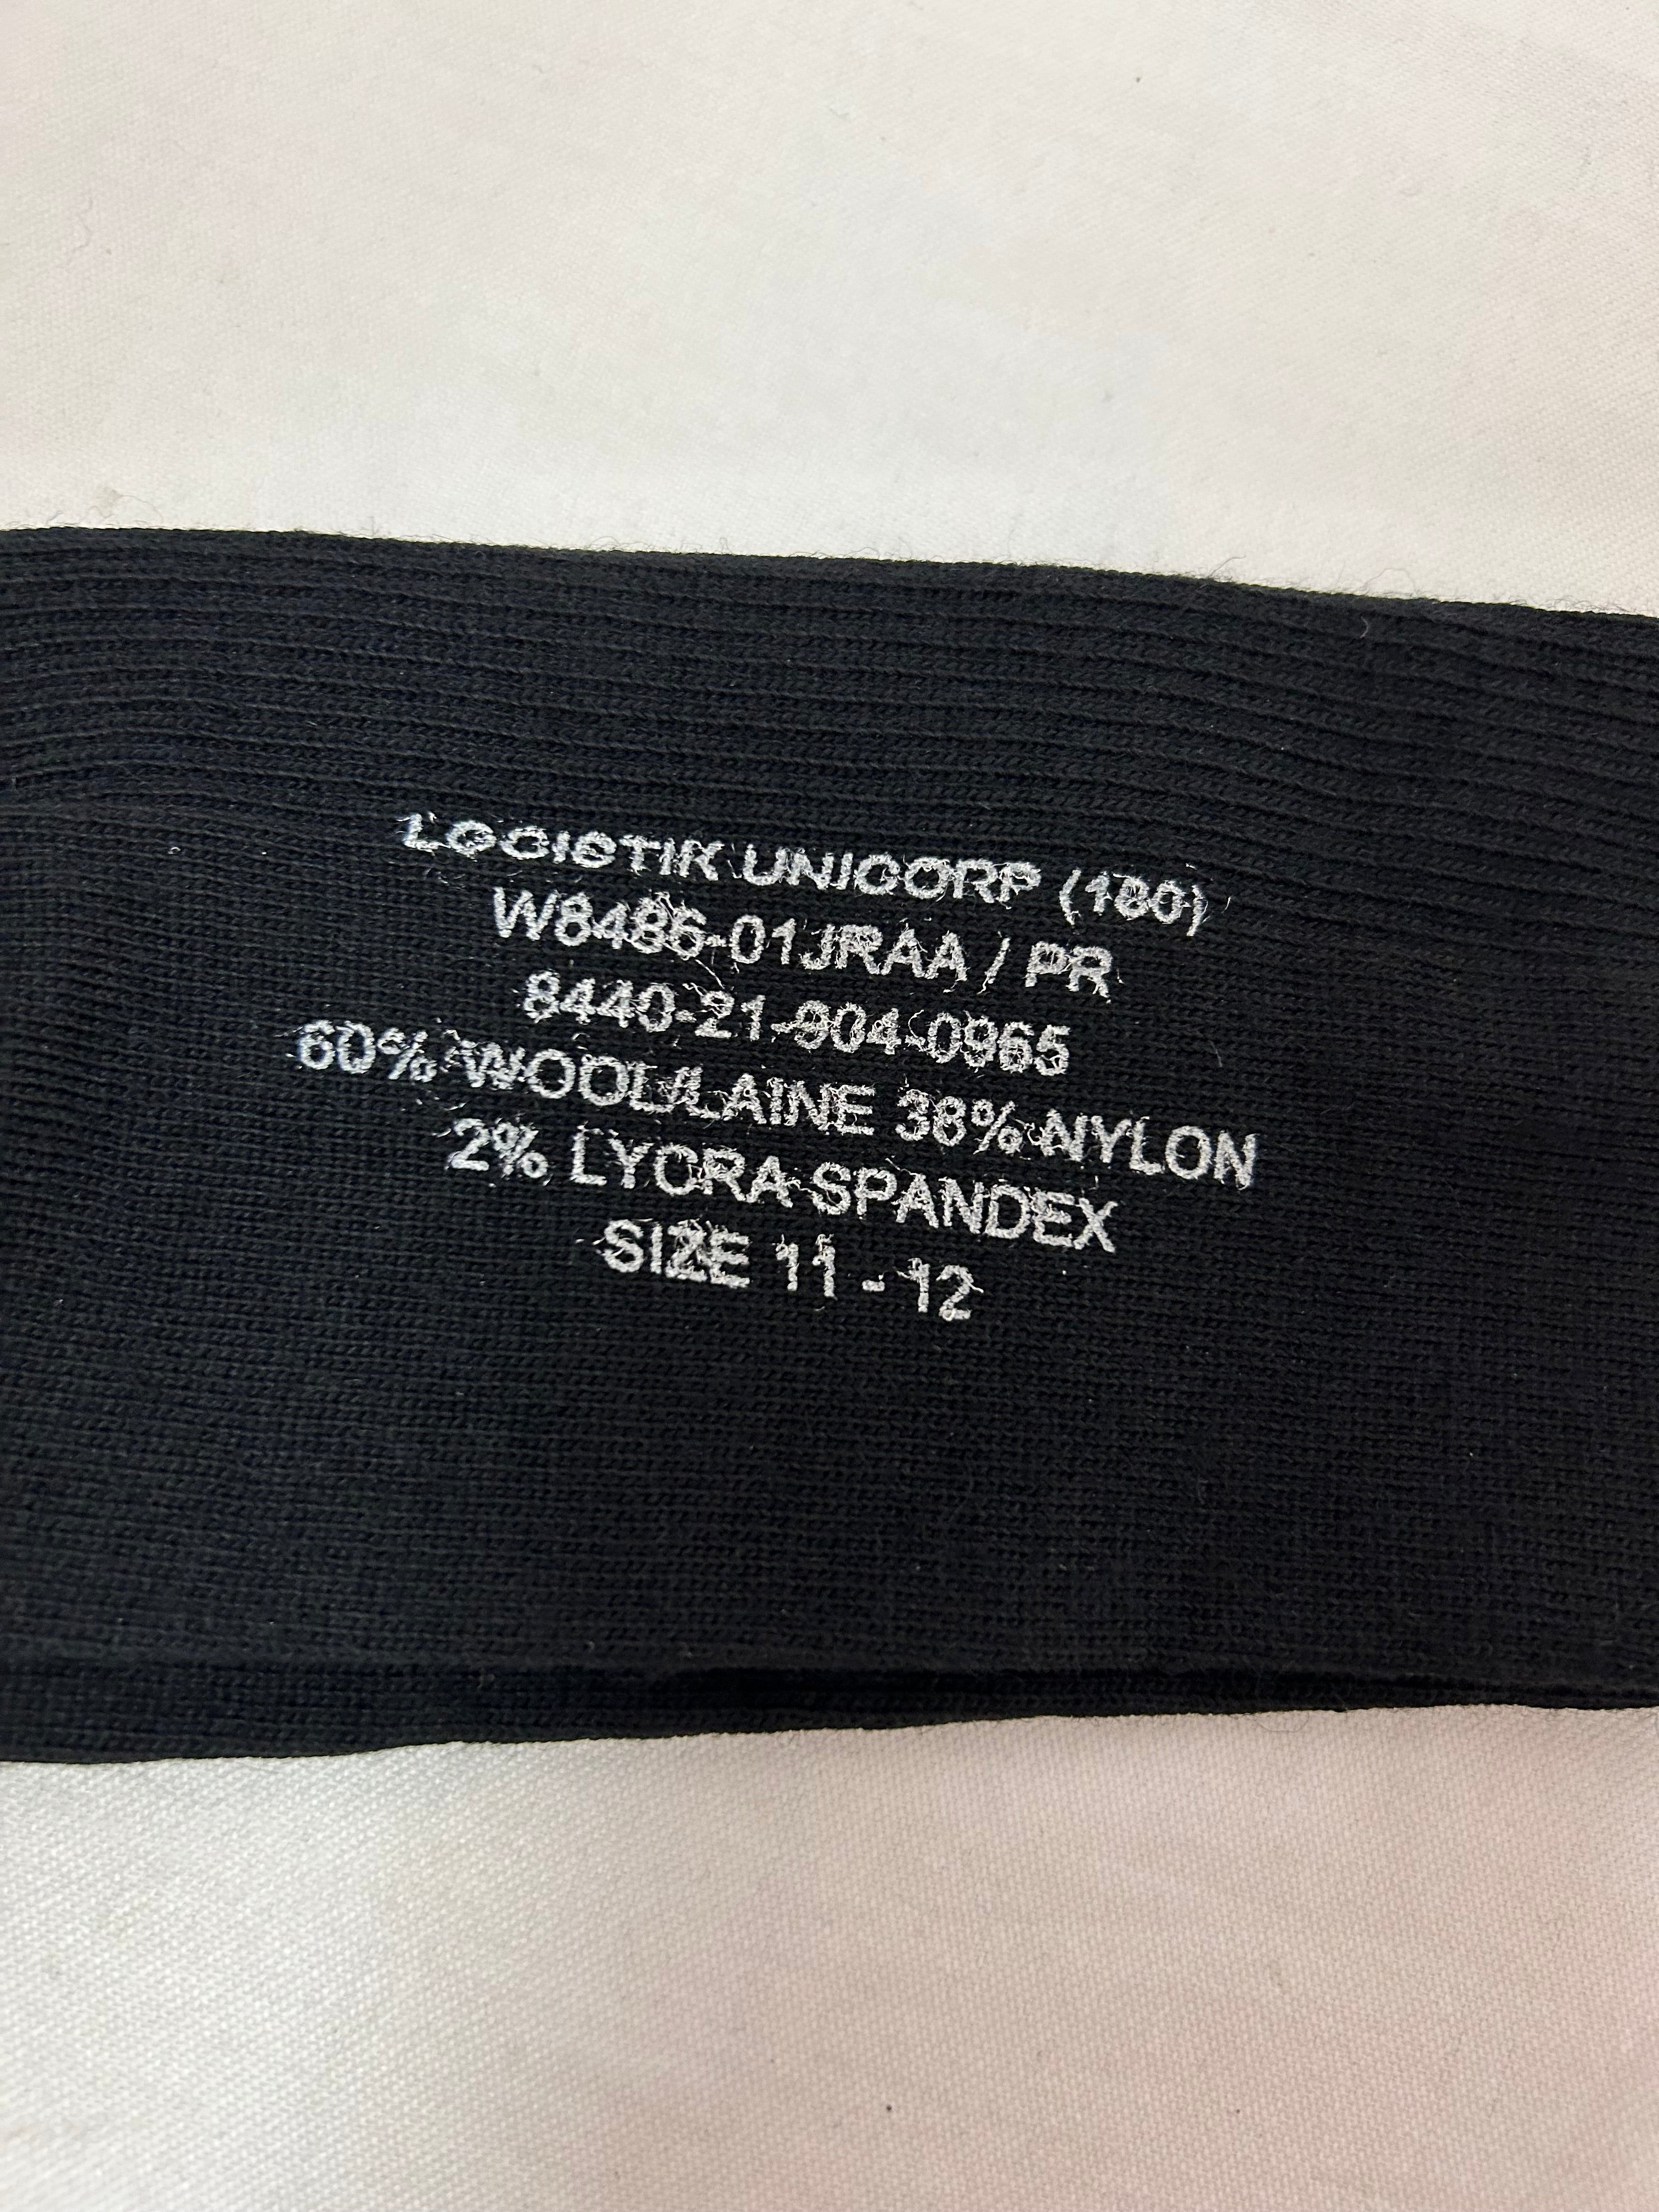 LOGISTIK UNICORP (180)
W8486-01JRAA / PR
8440-21-904-0965
60% WOOL/LAINE 38% NYLON
2% LYCRA SPANDEX
SIZE 11 - 12